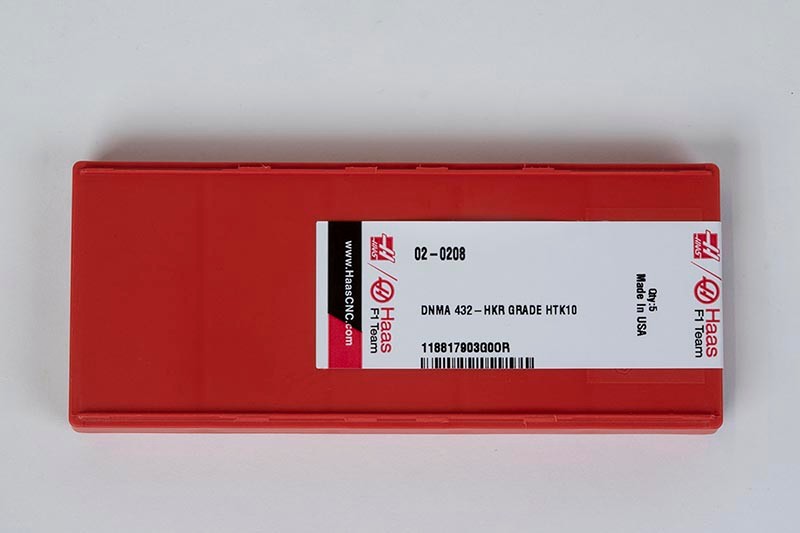 www.HaasCNC.com
HAAS
Haas
F1 Team
02-0208
DNMA 432-HKR GRADE HTK10
118817903G0OR
Qty:5
Made In USA
HAAS
Haas
F1 Team